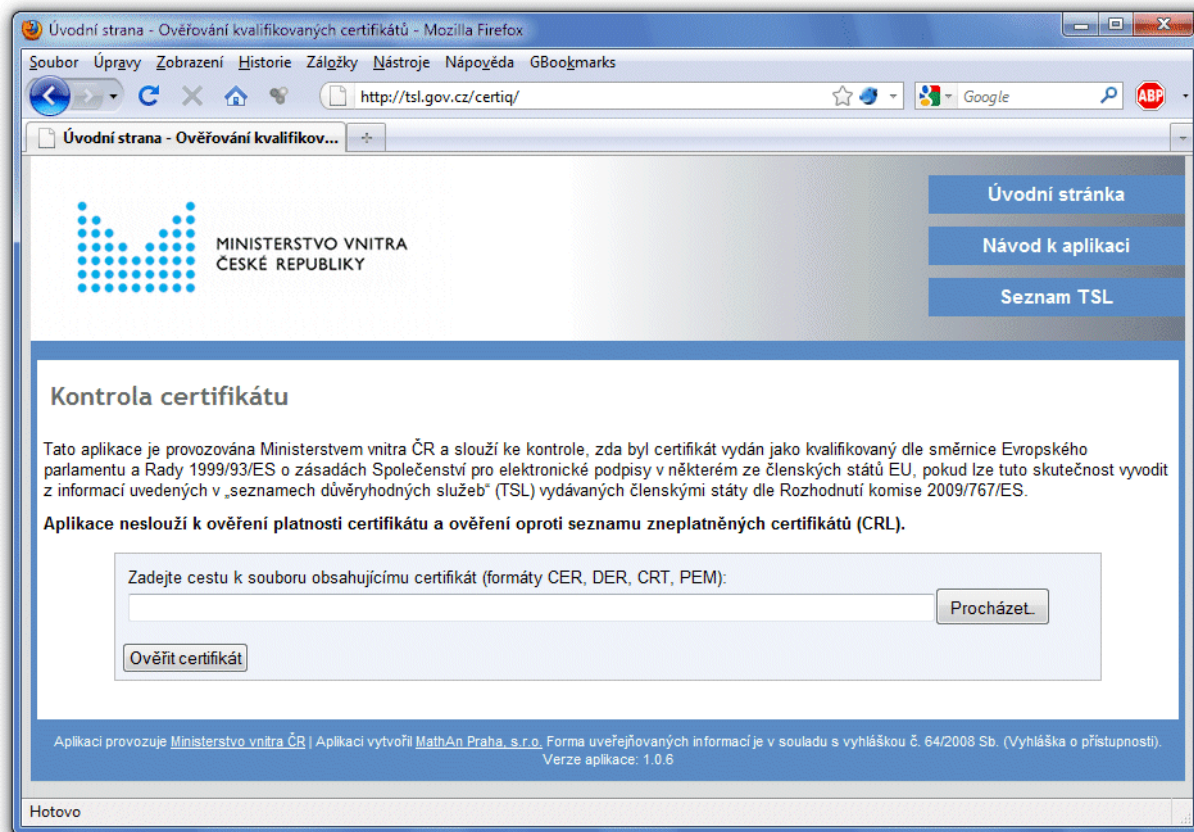 Úvodní strana - Ověřování kvalifikovaných certifikátů - Mozilla Firefox
Soubor Úpravy Zobrazení Historie Záložky Nástroje Nápověda GBookmarks
http://tsl.gov.cz/certiq/
Google
ABP
Úvodní strana - Ověřování kvalifikov...
Úvodní stránka
MINISTERSTVO VNITRA
ČESKÉ REPUBLIKY
Návod k aplikaci
Seznam TSL
Kontrola certifikátu
Tato aplikace je provozována Ministerstvem vnitra ČR a slouží ke kontrole, zda byl certifikát vydán jako kvalifikovaný dle směrnice Evropského
parlamentu a Rady 1999/93/ES o zásadách Společenství pro elektronické podpisy v některém ze členských států EU, pokud lze tuto skutečnost vyvodit
z informací uvedených v „seznamech důvěryhodných služeb“ (TSL) vydávaných členskými státy dle Rozhodnutí komise 2009/767/ES.
Aplikace neslouží k ověření platnosti certifikátu a ověření oproti seznamu zneplatněných certifikátů (CRL).
Zadejte cestu k souboru obsahujícímu certifikát (formáty CER, DER, CRT, PEM):
Procházet..
Ověřit certifikát
Aplikaci provozuje Ministerstvo vnitra ČR | Aplikaci vytvořil MathAn Praha, s.r.o. Forma uveřejňovaných informací je v souladu s vyhláškou č. 64/2008 Sb. (Vyhláška o přístupnosti).
Verze aplikace: 1.0.6
Hotovo